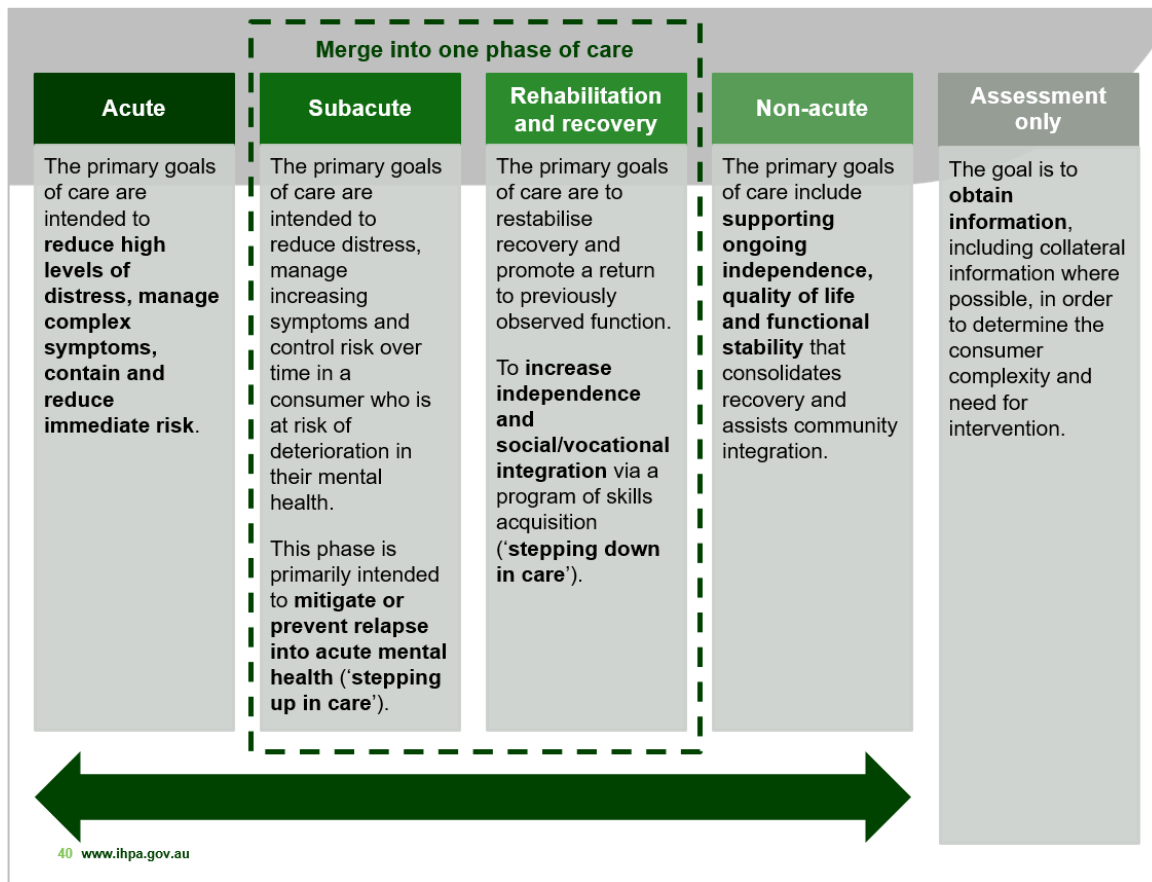 Merge into one phase of care
Acute
The primary goals
of care are
intended to
reduce high
levels of
distress, manage
complex
symptoms,
contain and
reduce
immediate risk.
Subacute
The primary goals
of care are
intended to
reduce distress,
manage
increasing
symptoms and
control risk over
time in a
consumer who is
at risk of
deterioration in
their mental
health.
This phase is
primarily intended
to mitigate or
prevent relapse
into acute mental
health (‘stepping
up in care’).
Rehabilitation
and recovery
The primary goals
of care are to
restabilise
recovery and
promote a return
to previously
observed function.
To increase
independence
and
social/vocational
integration via a
program of skills
acquisition
(‘stepping down
in care’).
Non-acute
The primary goals
of care include
supporting
ongoing
independence,
quality of life
and functional
stability that
consolidates
recovery and
assists community
integration.
Assessment
only
The goal is to
obtain
information,
including collateral
information where
possible, in order
to determine the
consumer
complexity and
need for
intervention.
40 www.ihpa.gov.au